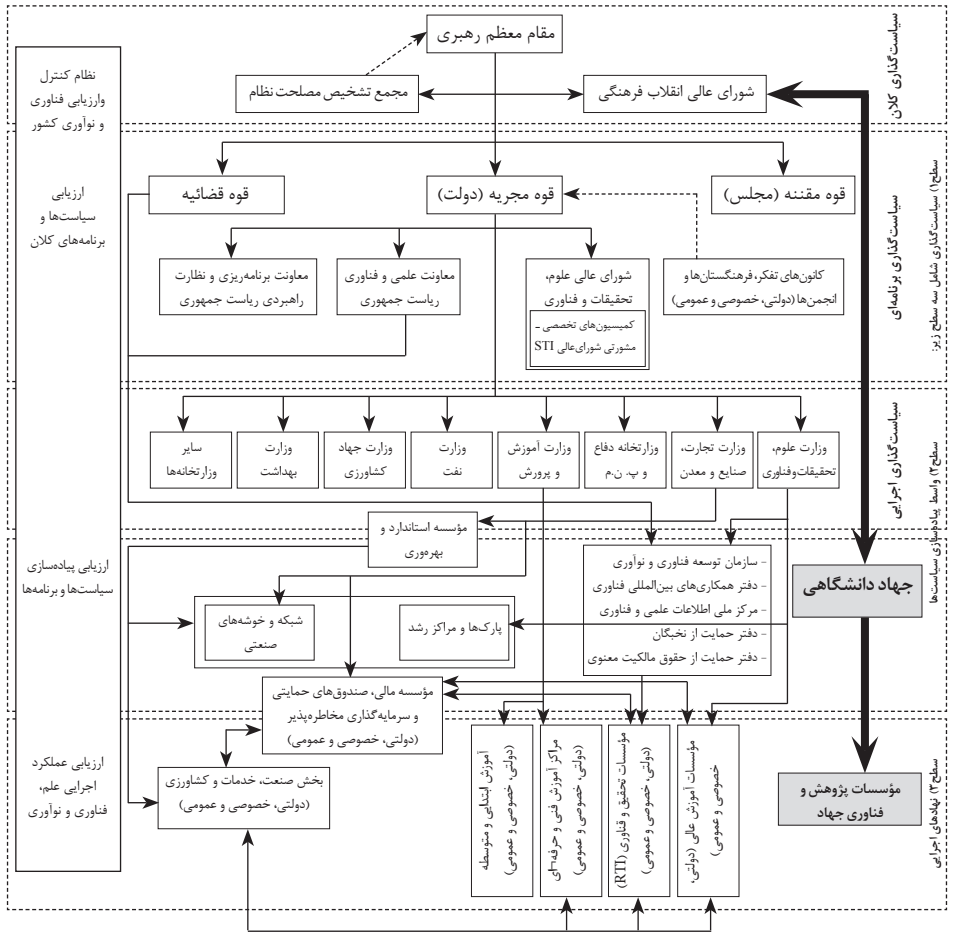 مقام معظم رهبری
شورای عالی انقلاب فرهنگی
مجمع تشخیص مصلحت نظام
سیاست‌گذاری کلان
سطح۱) سیاست‌گذاری شامل سه سطح زیر:
سیاست‌گذاری برنامه‌ای
قوه مقننه (مجلس)
قوه مجریه (دولت)
قوه قضائیه
کانون‌های تفکر، فرهنگستان‌ها و
انجمن‌ها (دولتی، خصوصی و عمومی)
شورای عالی علوم،
تحقیقات و فناوری
کمیسیون‌های تخصصی ـ
مشورتی شورای‌عالی STI
معاونت علمی و فناوری
ریاست جمهوری
معاونت برنامه‌ریزی و نظارت
راهبردی ریاست جمهوری
سیاست‌گذاری اجرایی
وزارت علوم،
تحقیقات‌وفناوری
وزارت تجارت،
صنایع و معدن
وزارتخانه دفاع
و پ. ن.م
وزارت آموزش
و پرورش
وزارت
نفت
وزارت جهاد
کشاورزی
وزارت
بهداشت
سایر
وزارتخانه‌ها
سطح۲) واسط پیاده‌سازی سیاست‌ها
مؤسسه استاندارد و
بهره‌وری
- سازمان توسعه فناوری و نوآوری
- دفتر همکاری‌های بین‌المللی فناوری
- مرکز ملی اطلاعات علمی و فناوری
- دفتر حمایت از نخبگان
- دفتر حمایت از حقوق مالکیت معنوی
جهاد دانشگاهی
پارک‌ها و مراکز رشد
شبکه و خوشه‌های
صنعتی
مؤسسه مالی، صندوق‌های حمایتی
و سرمایه‌گذاری مخاطره‌پذیر
(دولتی، خصوصی و عمومی)
سطح۳) نهادهای اجرایی
مؤسسات پژوهش و
فناوری جهاد
مؤسسات آموزش عالی (دولتی،
خصوصی و عمومی)
مؤسسات تحقیق و فناوری (RTI)
(دولتی، خصوصی و عمومی)
مراکز آموزش فنی و حرفه‌ای
(دولتی، خصوصی و عمومی)
آموزش ابتدایی و متوسطه
(دولتی، خصوصی و عمومی)
بخش صنعت، خدمات و کشاورزی
(دولتی، خصوصی و عمومی)
نظام کنترل
وارزیابی فناوری
و نوآوری کشور
ارزیابی
سیاست‌ها و
برنامه‌های کلان
ارزیابی پیاده‌سازی
سیاست‌ها و برنامه‌ها
ارزیابی عملکرد
اجرایی علم،
فناوری و نوآوری